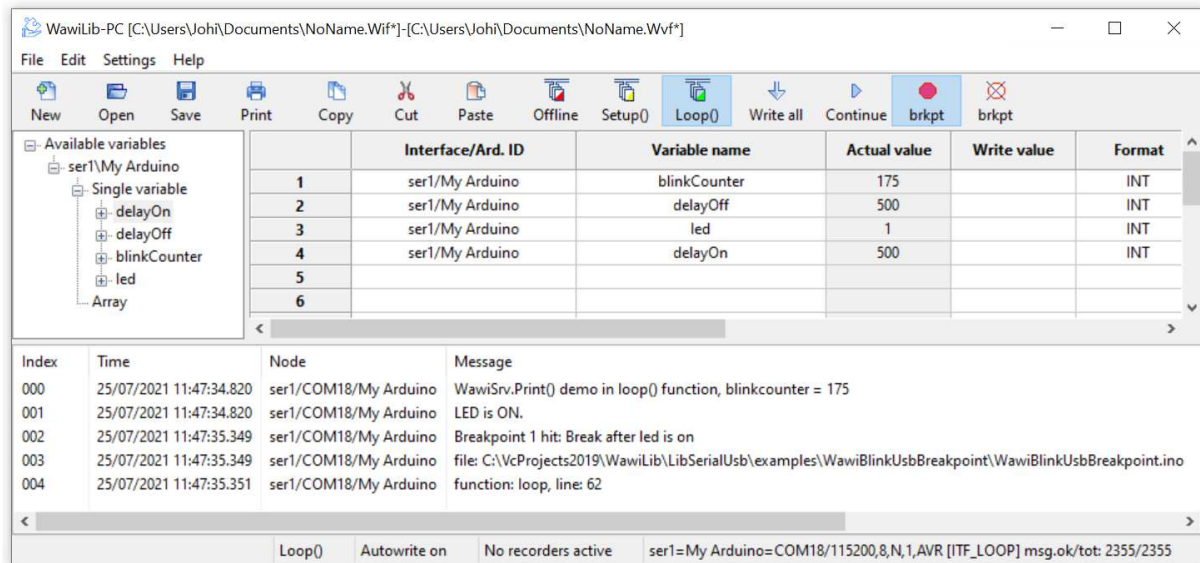 WawiLib-PC [C:\Users\Johi\Documents\NoName.Wif*]-[C:\Users\Johi\Documents\NoName.Wvf*]
File Edit Settings Help
New Open Save Print Copy Cut Paste Offline Setup() Loop() Write all Continue brkpt brkpt
Available variables
ser1\My Arduino
Single variable
delayOn
delayOff
blinkCounter
led
Array
Interface/Ard. ID Variable name Actual value Write value Format
1 ser1/My Arduino blinkCounter 175 INT
2 ser1/My Arduino delayOff 500 INT
3 ser1/My Arduino led 1 INT
4 ser1/My Arduino delayOn 500 INT
5
6
Index Time Node Message
000 25/07/2021 11:47:34.820 ser1/COM18/My Arduino WawiSrv.Print() demo in loop() function, blinkcounter = 175
001 25/07/2021 11:47:34.820 ser1/COM18/My Arduino LED is ON.
002 25/07/2021 11:47:35.349 ser1/COM18/My Arduino Breakpoint 1 hit: Break after led is on
003 25/07/2021 11:47:35.349 ser1/COM18/My Arduino file: C:\VcProjects2019\WawiLib\LibSerialUsb\examples\WawiBlinkUsbBreakpoint\WawiBlinkUsbBreakpoint.ino
004 25/07/2021 11:47:35.351 ser1/COM18/My Arduino function: loop, line: 62
Loop() Autowrite on No recorders active ser1=My Arduino=COM18/115200,8,N,1,AVR [ITF_LOOP] msg.ok/tot: 2355/2355